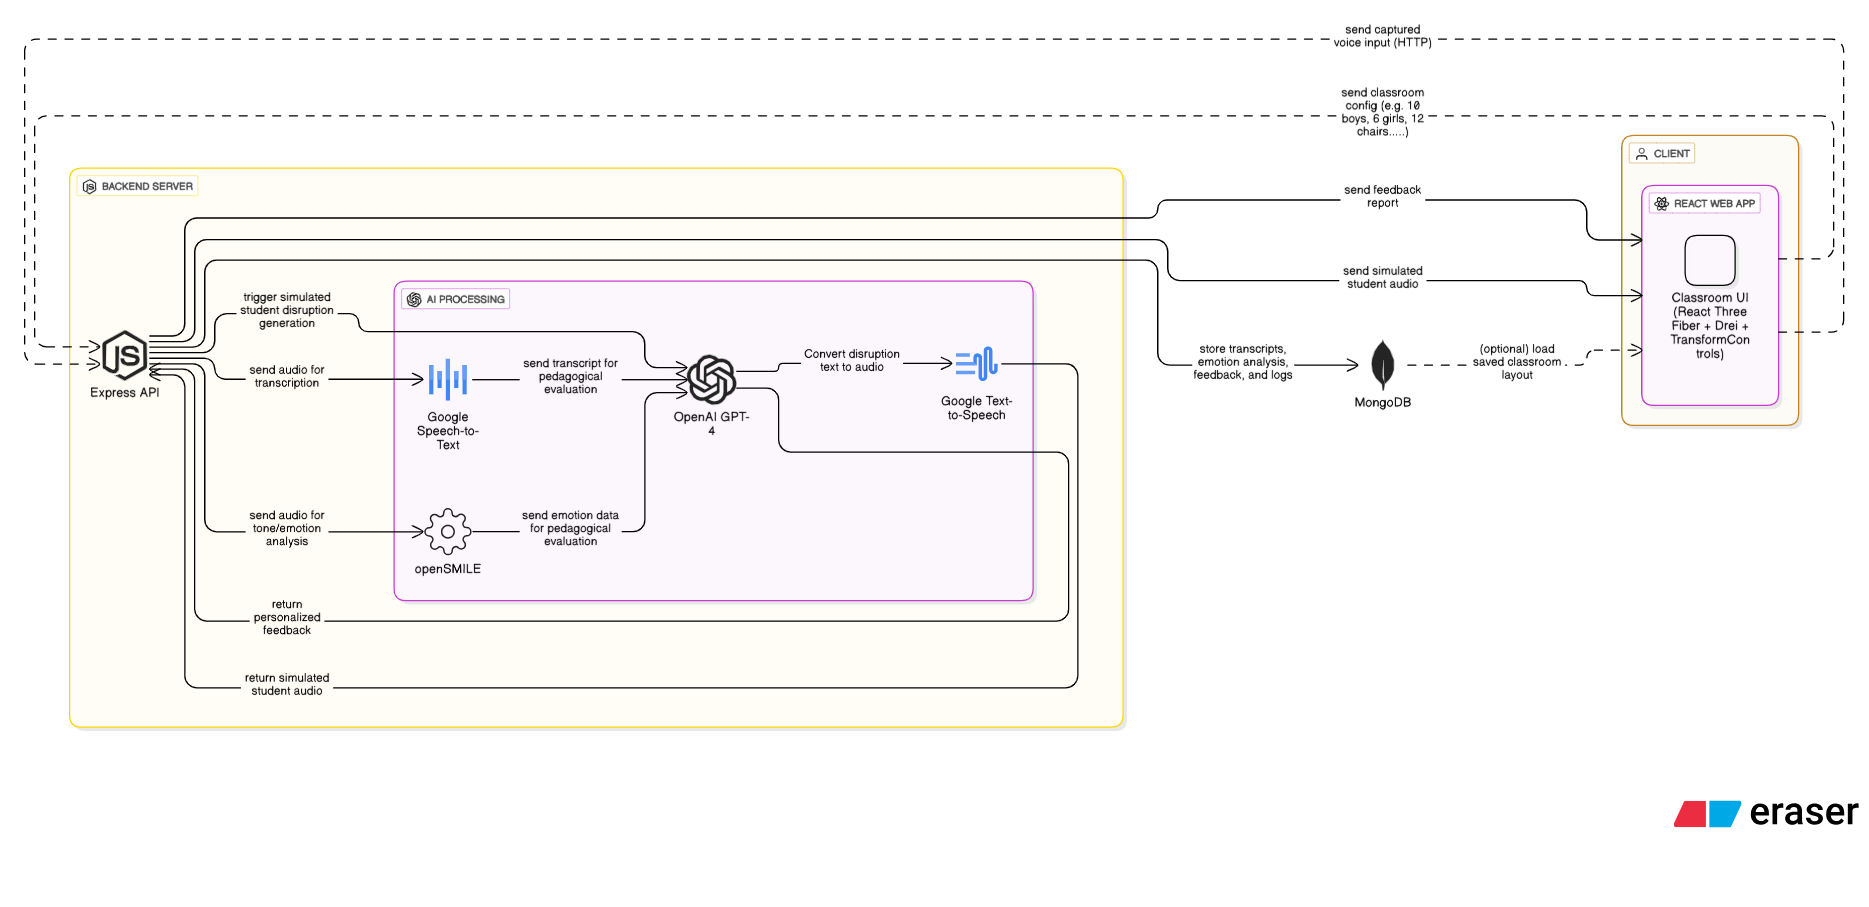 send captured
voice input (HTTP)
send classroom
config (e.g. 10
boys, 6 girls, 12
chairs.....)
CLIENT
BACKEND SERVER
send feedback
report
REACT WEB APP
send simulated
student audio
Classroom UI
(React Three
Fiber + Drei +
TransformCon
trols)
trigger simulated
student disruption
generation
AI PROCESSING
Express API
send audio for
transcription
Google
Speech-to-
Text
send transcript for
pedagogical
evaluation
OpenAI GPT-
4
Convert disruption
text to audio
Google Text-
to-Speech
store transcripts,
emotion analysis,
feedback, and logs
MongoDB
(optional) load
saved classroom
layout
send audio for
tone/emotion
analysis
openSMILE
send emotion data
for pedagogical
evaluation
return
personalized
feedback
return simulated
student audio
eraser